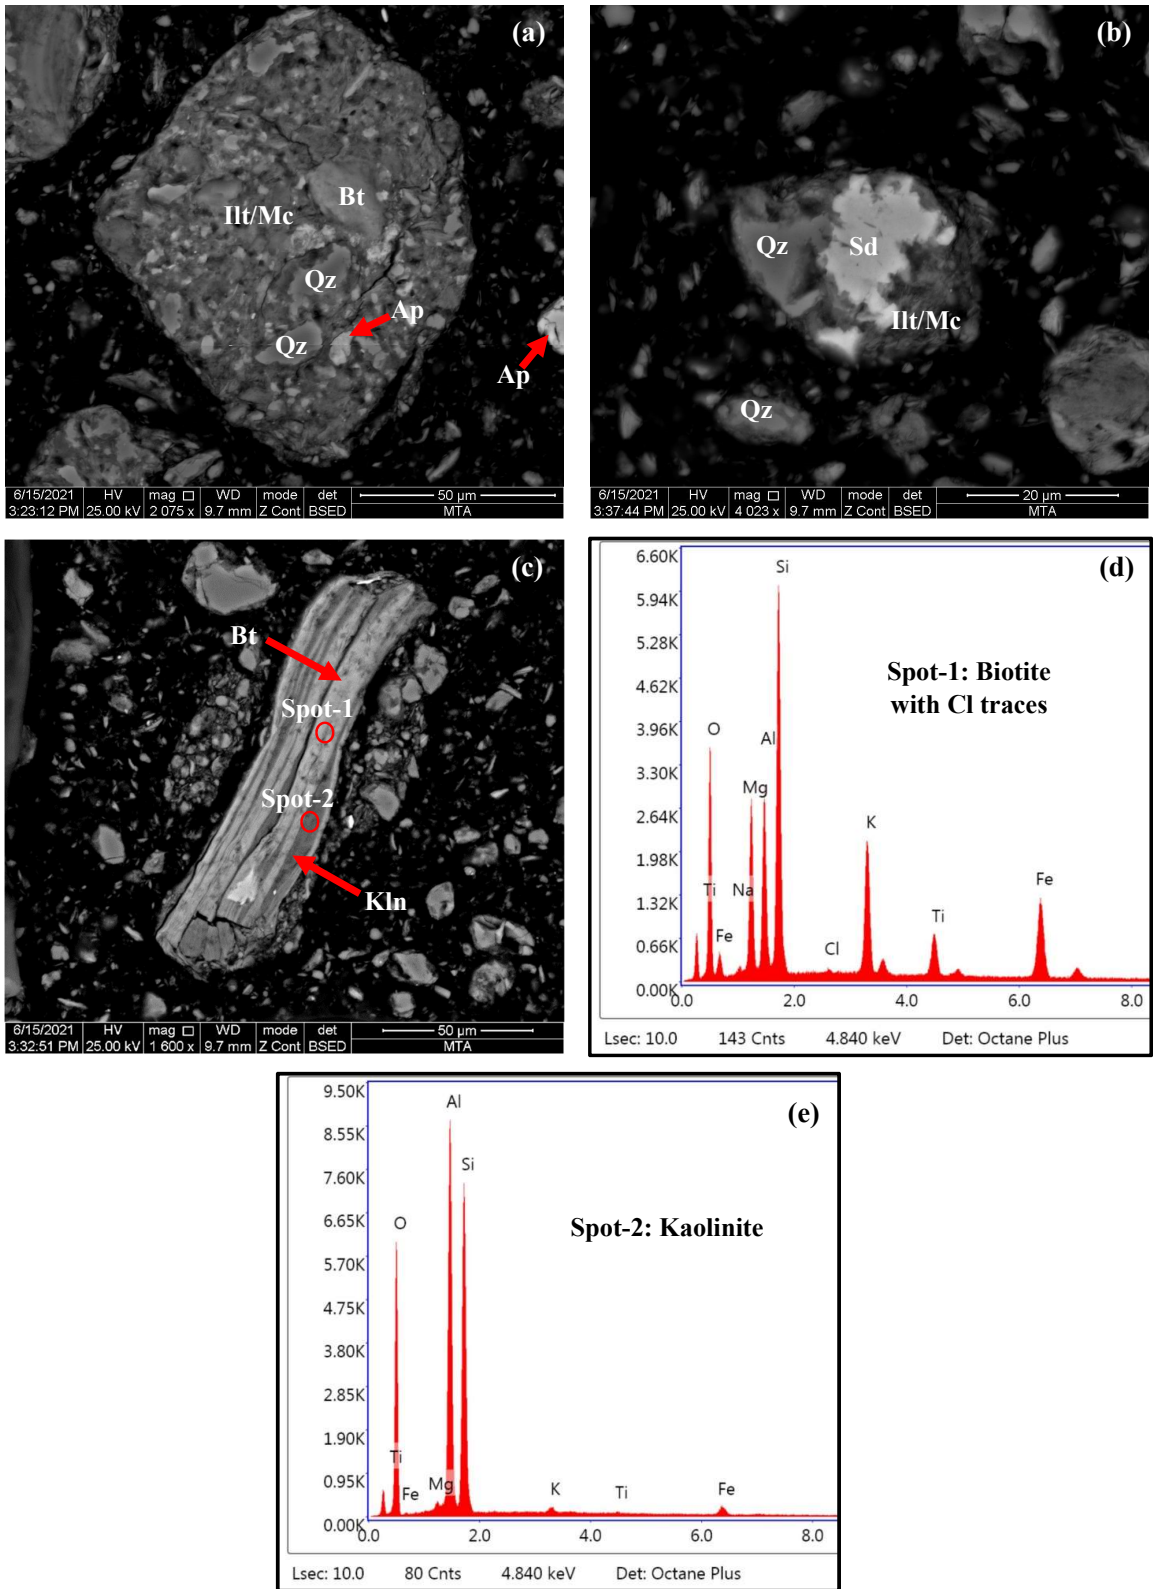 (a)
Bt
Ilt/Mc
Qz
Ap
Qz
Ap
6/15/2021 HV mag □ WD mode det 50 µm
3:23:12 PM 25.00 kV 2 075 x 9.7 mm Z Cont BSED MTA
(b)
Qz
Sd
Ilt/Mc
Qz
6/15/2021 HV mag □ WD mode det 20 µm
3:37:44 PM 25.00 kV 4 023 x 9.7 mm Z Cont BSED MTA
(c)
Bt
Spot-1
Spot-2
Kln
6/15/2021 HV mag □ WD mode det 50 µm
3:32:51 PM 25.00 kV 1 600 x 9.7 mm Z Cont BSED MTA
(d)
Spot-1: Biotite
with Cl traces
6.60K
5.94K
5.28K
4.62K
3.96K
3.30K
2.64K
1.98K
1.32K
0.66K
0.00K
Si
O
Al
Mg
K
Ti
Na
Fe
Fe
Ti
Cl
0.0 2.0 4.0 6.0 8.0
Lsec: 10.0 143 Cnts 4.840 keV Det: Octane Plus
(e)
Spot-2: Kaolinite
9.50K
8.55K
7.60K
6.65K
5.70K
4.75K
3.80K
2.85K
1.90K
0.95K
0.00K
Al
Si
O
Ti
Fe
Mg
K
Ti
Fe
0.0 2.0 4.0 6.0 8.0
Lsec: 10.0 80 Cnts 4.840 keV Det: Octane Plus